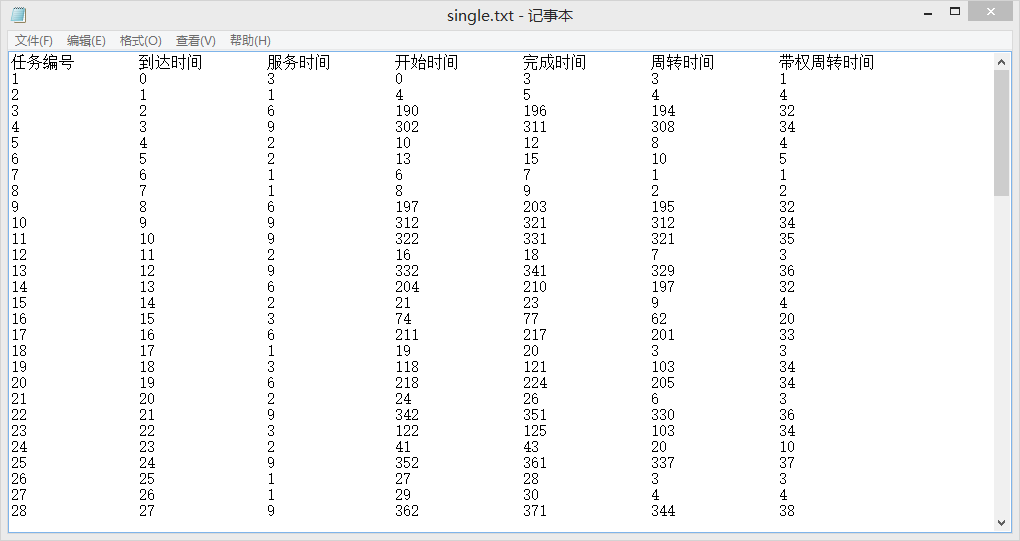 single.txt - 记事本
文件(F) 编辑(E) 格式(O) 查看(V) 帮助(H)
任务编号 到达时间 服务时间 开始时间 完成时间 周转时间 带权周转时间
1 0 3 0 3 3 1
2 1 1 4 5 4 4
3 2 6 190 196 194 32
4 3 9 302 311 308 34
5 4 2 10 12 8 4
6 5 2 13 15 10 5
7 6 1 6 7 1 1
8 7 1 8 9 2 2
9 8 6 197 203 195 32
10 9 9 312 321 312 34
11 10 9 322 331 321 35
12 11 2 16 18 7 3
13 12 9 332 341 329 36
14 13 6 204 210 197 32
15 14 2 21 23 9 4
16 15 3 74 77 62 20
17 16 6 211 217 201 33
18 17 1 19 20 3 3
19 18 3 118 121 103 34
20 19 6 218 224 205 34
21 20 2 24 26 6 3
22 21 9 342 351 330 36
23 22 3 122 125 103 34
24 23 2 41 43 20 10
25 24 9 352 361 337 37
26 25 1 27 28 3 3
27 26 1 29 30 4 4
28 27 9 362 371 344 38